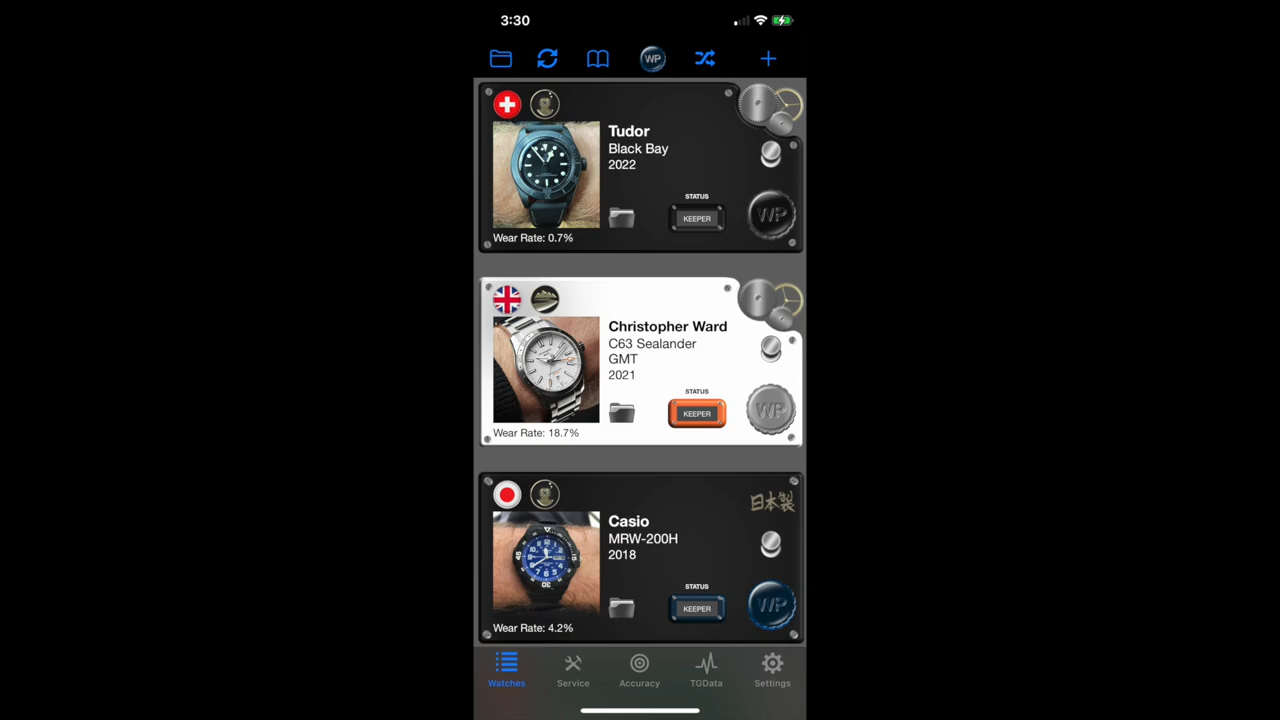 3:30
WP
Tudor
Black Bay
2022
STATUS
KEEPER
WP
Wear Rate: 0.7%
Christopher Ward
C63 Sealander
GMT
2021
STATUS
KEEPER
WP
Wear Rate: 18.7%
日本製
Casio
MRW-200H
2018
STATUS
KEEPER
WP
Wear Rate: 4.2%
Watches
Service
Accuracy
TGData
Settings